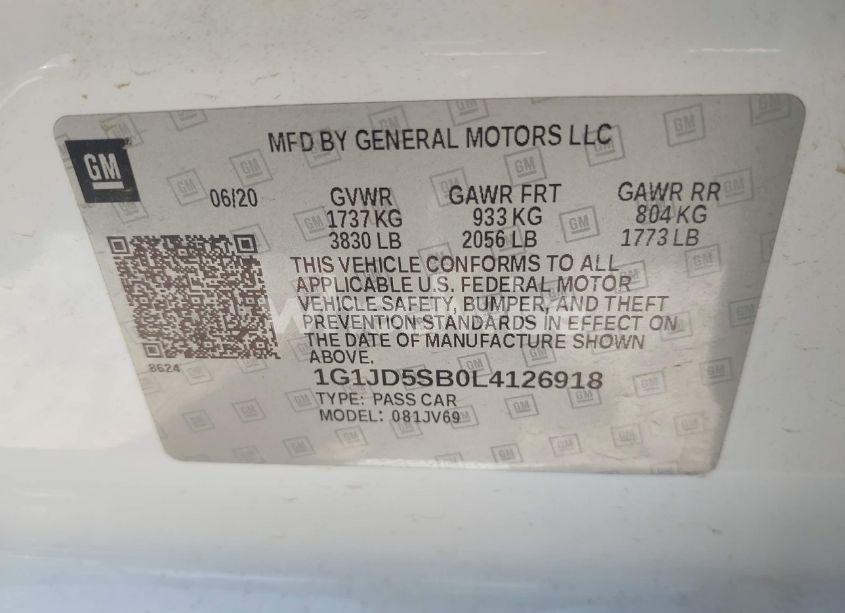 MFD BY GENERAL MOTORS LLC
GM
06/20 GVWR GAWR FRT GAWR RR
1737 KG 933 KG 804 KG
3830 LB 2056 LB 1773 LB
THIS VEHICLE CONFORMS TO ALL
APPLICABLE U.S. FEDERAL MOTOR
VEHICLE SAFETY, BUMPER, AND THEFT
PREVENTION STANDARDS IN EFFECT ON
THE DATE OF MANUFACTURE SHOWN
ABOVE.
8624
1G1JD5SB0L4126918
TYPE: PASS CAR
MODEL: 081JV69